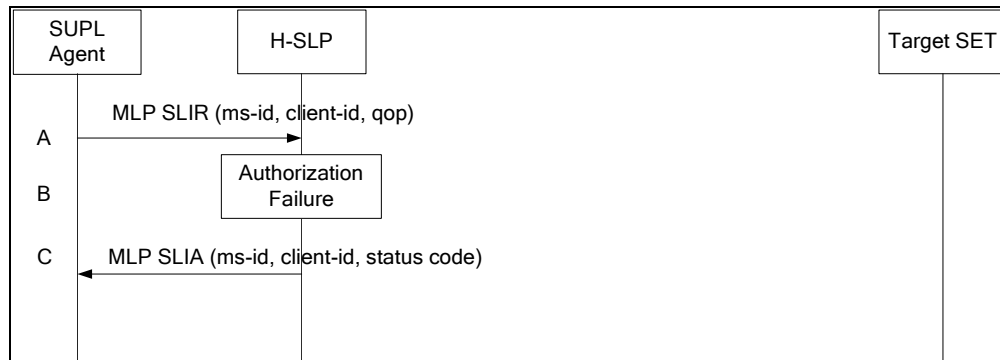 SUPL
Agent
H-SLP
Target SET
MLP SLIR (ms-id, client-id, qop)
A
Authorization
Failure
B
C
MLP SLIA (ms-id, client-id, status code)